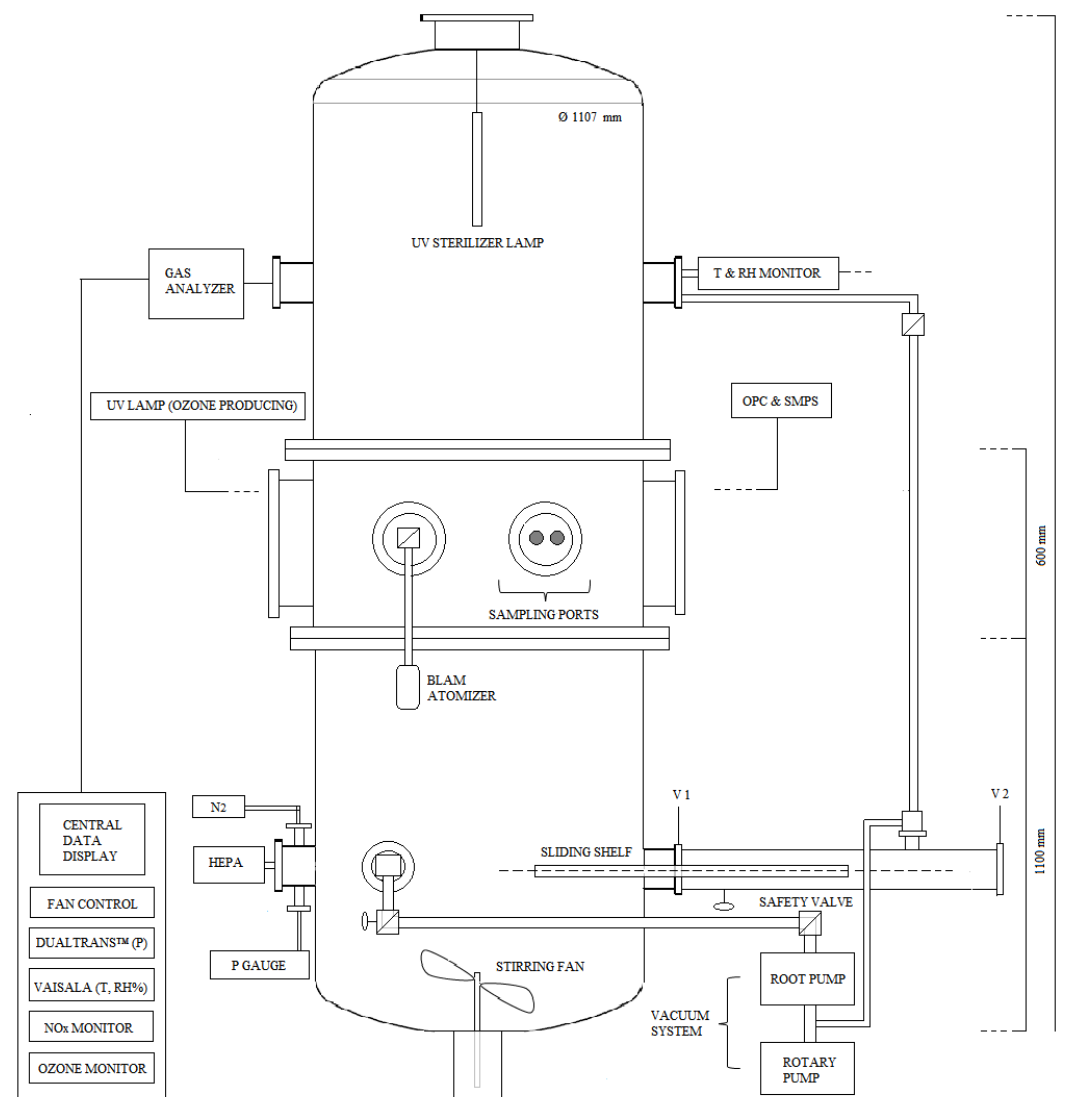 Ø 1107 mm
UV STERILIZER LAMP
GAS
ANALYZER
T & RH MONITOR
UV LAMP (OZONE PRODUCING)
OPC & SMPS
600 mm
SAMPLING PORTS
BLAM
ATOMIZER
N2
V 1
V 2
CENTRAL
DATA
DISPLAY
HEPA
SLIDING SHELF
1100 mm
FAN CONTROL
SAFETY VALVE
DUALTRANS™ (P)
P GAUGE
STIRRING FAN
ROOT PUMP
VAISALA (T, RH%)
VACUUM
SYSTEM
NOx MONITOR
OZONE MONITOR
ROTARY
PUMP